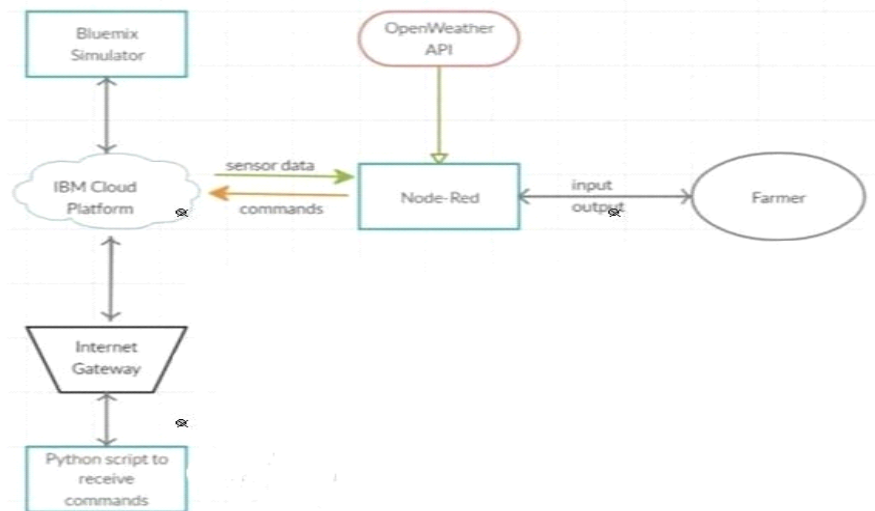 Bluemix
Simulator
OpenWeather
API
sensor data
IBM Cloud
Platform
commands
Node-Red
input
output
Farmer
Internet
Gateway
Python script to
receive
commands